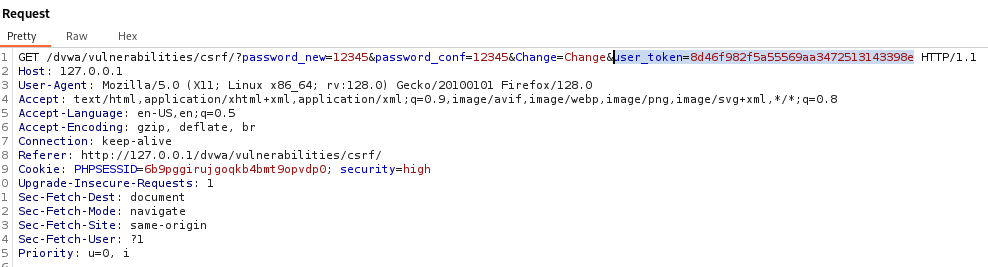 Request
Pretty Raw Hex
1 GET /dvwa/vulnerabilities/csrf/?password_new=12345&password_conf=12345&Change=Change&user_token=8d46f982f5a55569aa3472513143398e HTTP/1.1
2 Host: 127.0.0.1
3 User-Agent: Mozilla/5.0 (X11; Linux x86_64; rv:128.0) Gecko/20100101 Firefox/128.0
4 Accept: text/html,application/xhtml+xml,application/xml;q=0.9,image/avif,image/webp,image/png,image/svg+xml,*/*;q=0.8
5 Accept-Language: en-US,en;q=0.5
6 Accept-Encoding: gzip, deflate, br
7 Connection: keep-alive
8 Referer: http://127.0.0.1/dvwa/vulnerabilities/csrf/
9 Cookie: PHPSESSID=6b9pggirujgoqkb4bmt9opvdp0; security=high
0 Upgrade-Insecure-Requests: 1
1 Sec-Fetch-Dest: document
2 Sec-Fetch-Mode: navigate
3 Sec-Fetch-Site: same-origin
4 Sec-Fetch-User: ?1
5 Priority: u=0, i